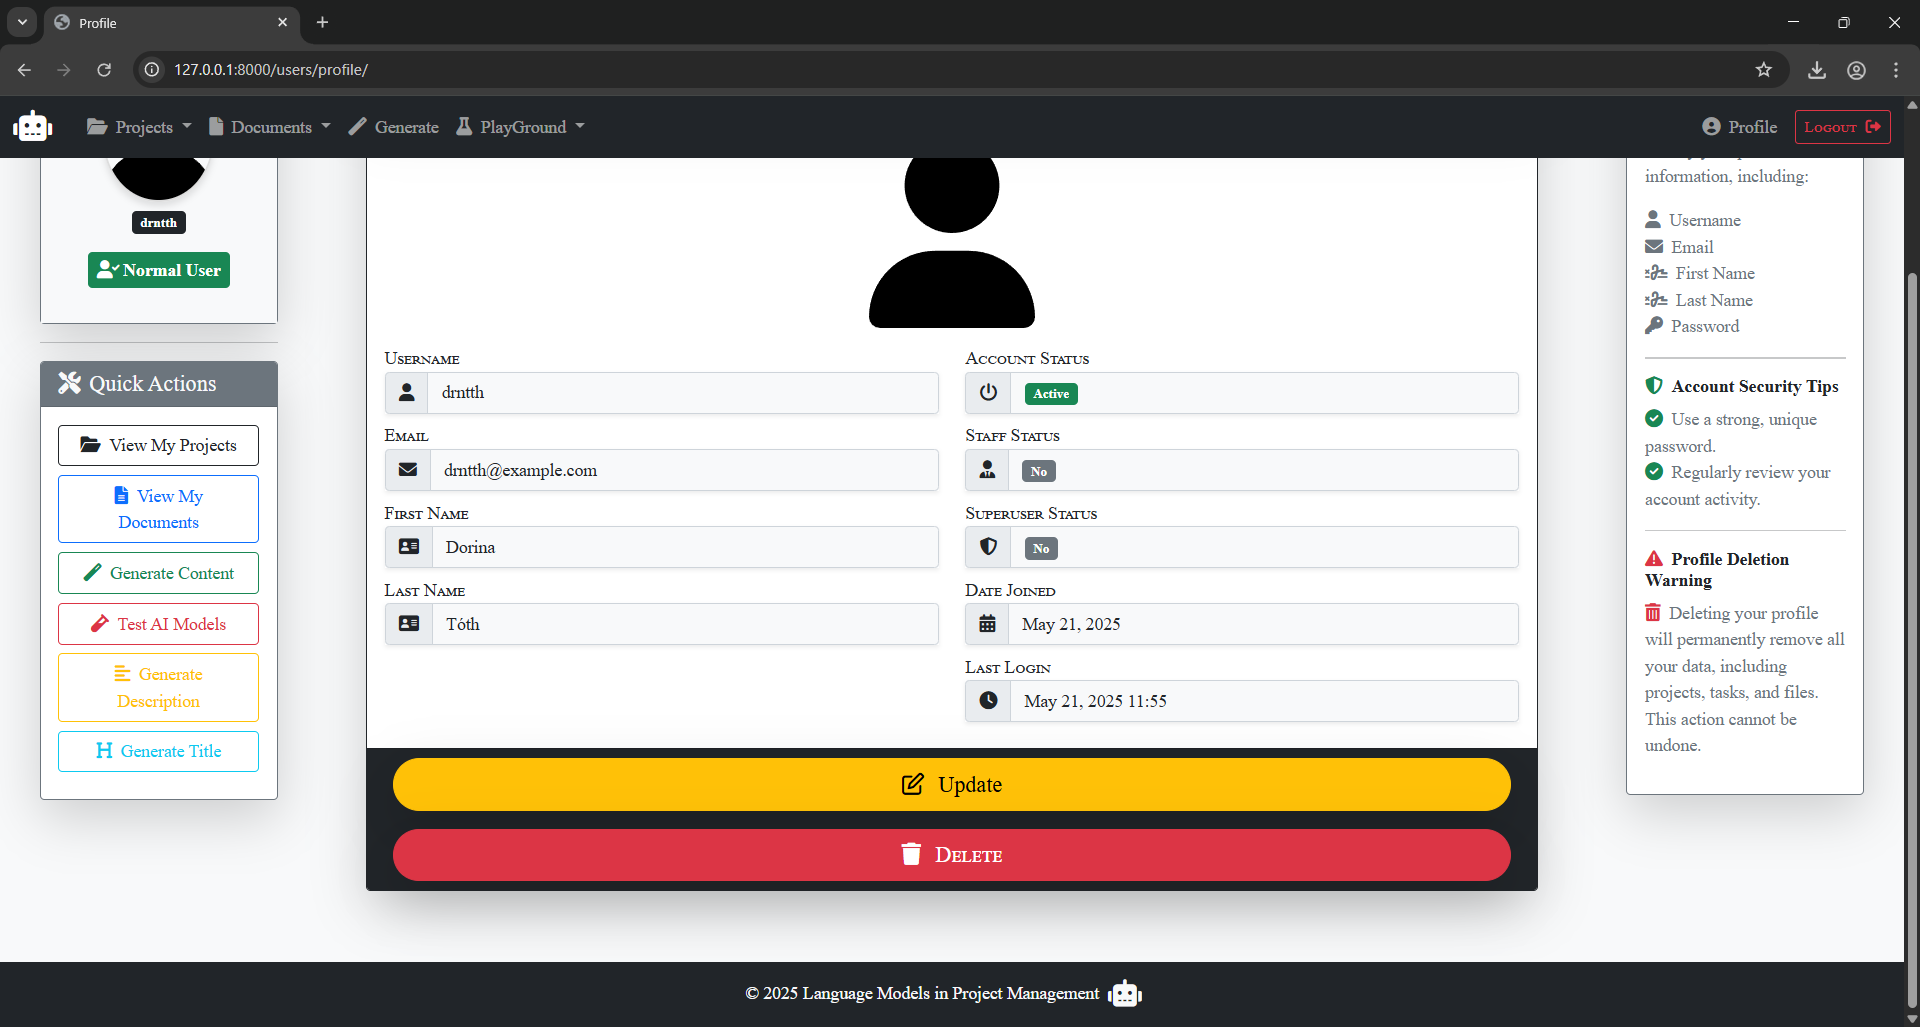 Profile
127.0.0.1:8000/users/profile/
Projects
Documents
Generate
PlayGround
Profile
Logout
drntth
Normal User
Quick Actions
View My Projects
View My
Documents
Generate Content
Test AI Models
Generate
Description
Generate Title
Username
drntth
Email
drntth@example.com
First Name
Dorina
Last Name
Tóth
Account Status
Active
Staff Status
No
Superuser Status
No
Date Joined
May 21, 2025
Last Login
May 21, 2025 11:55
Update
Delete
information, including:
Username
Email
First Name
Last Name
Password
Account Security Tips
Use a strong, unique
password.
Regularly review your
account activity.
Profile Deletion
Warning
Deleting your profile
will permanently remove all
your data, including
projects, tasks, and files.
This action cannot be
undone.
© 2025 Language Models in Project Management